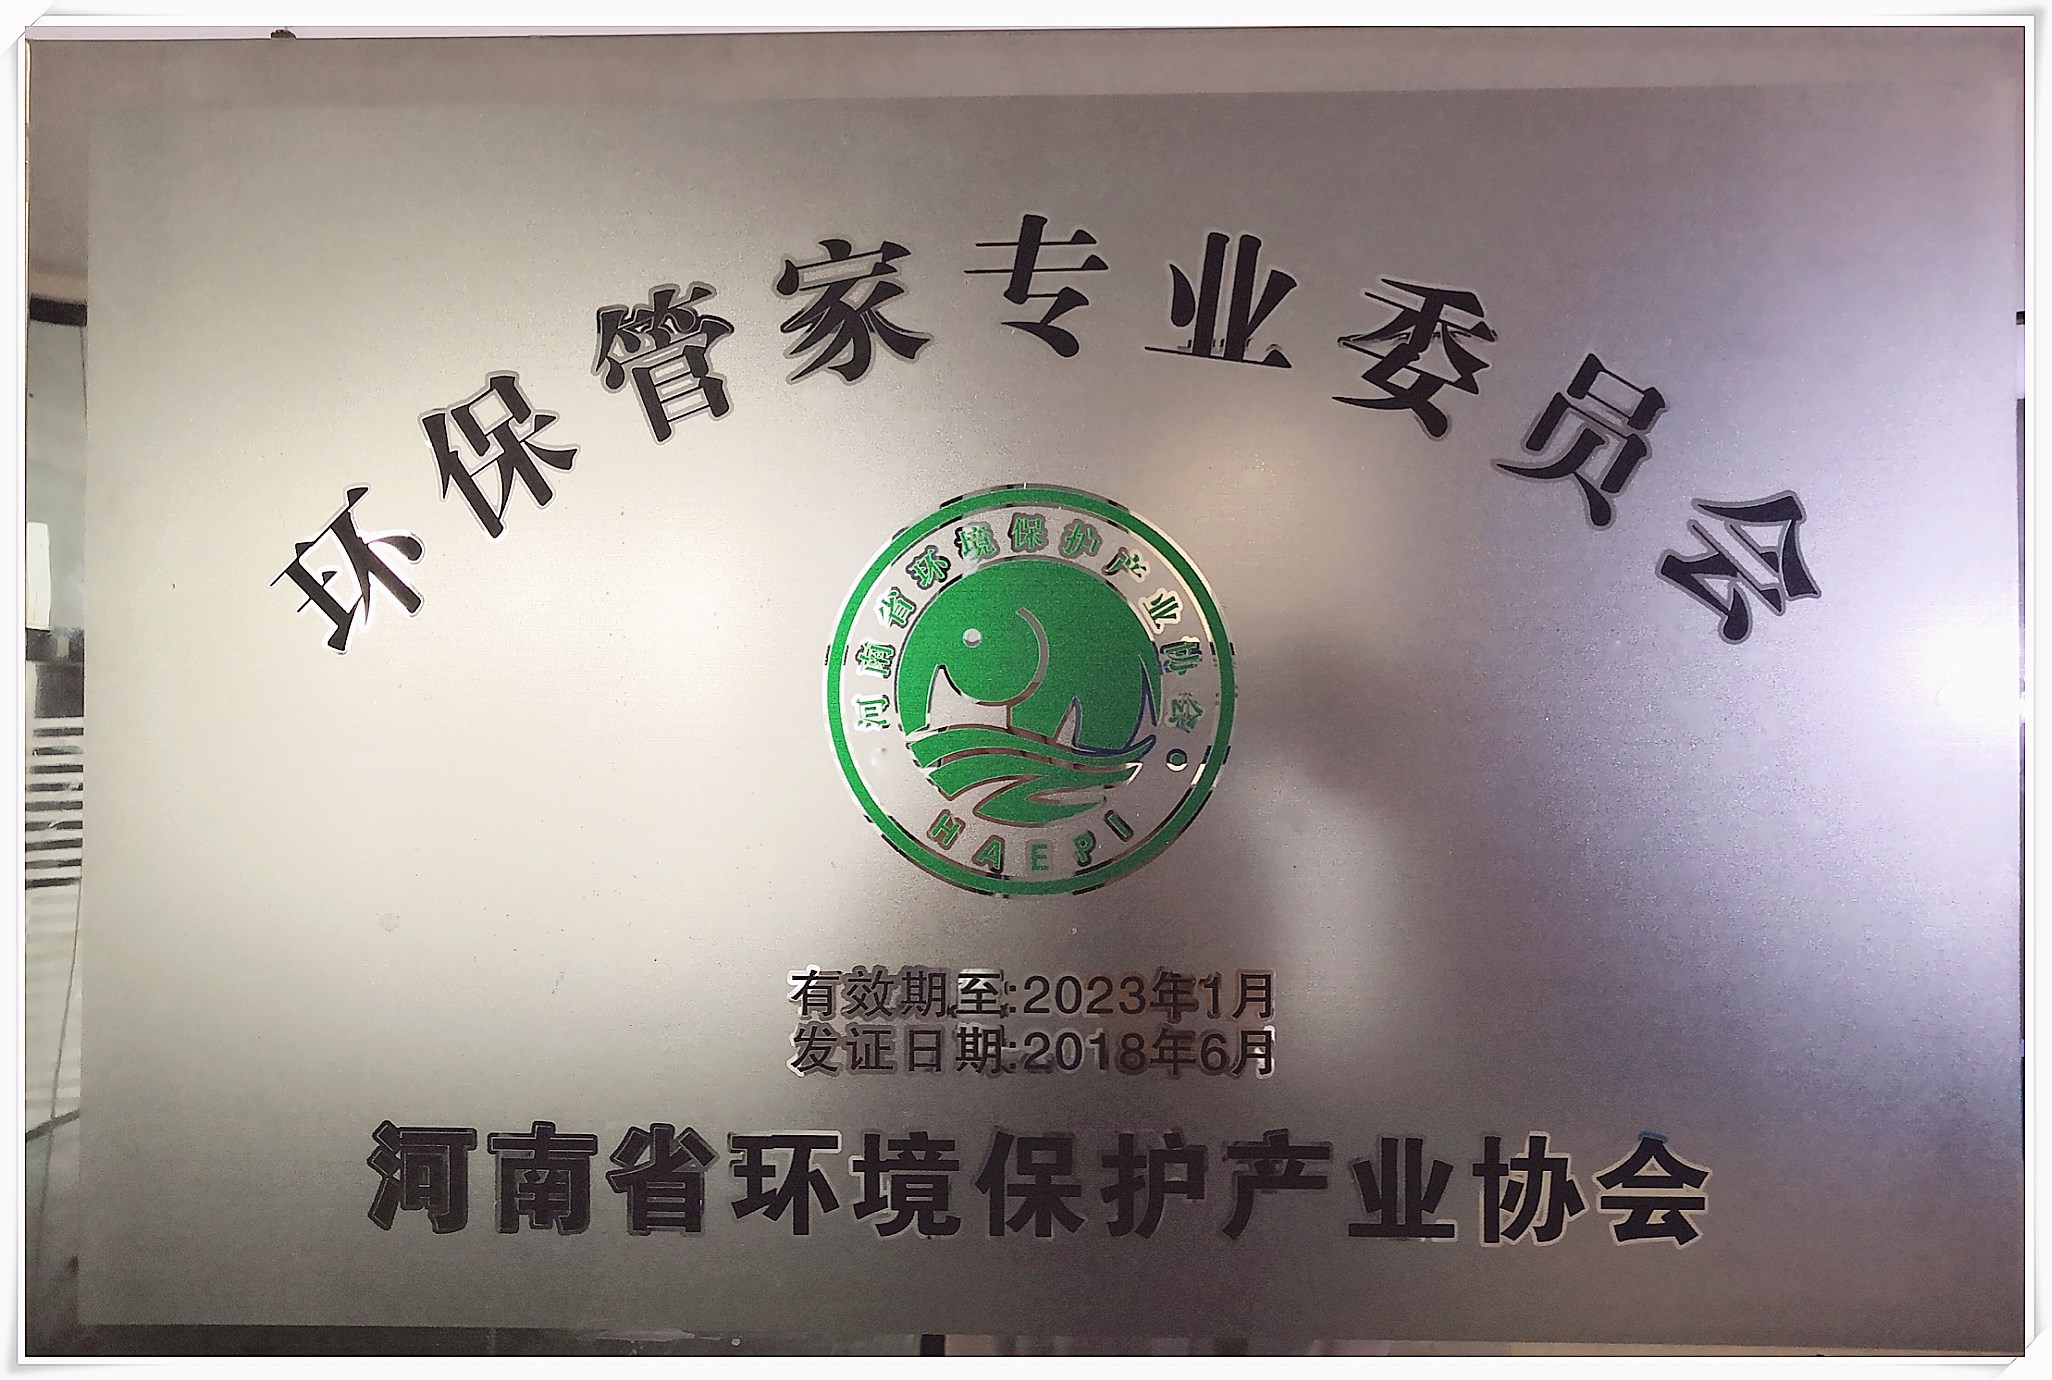 环保管家专业委员会
河南省环境保护产业协会
HAEPI
有效期至:2023年1月
发证日期:2018年6月
河南省环境保护产业协会